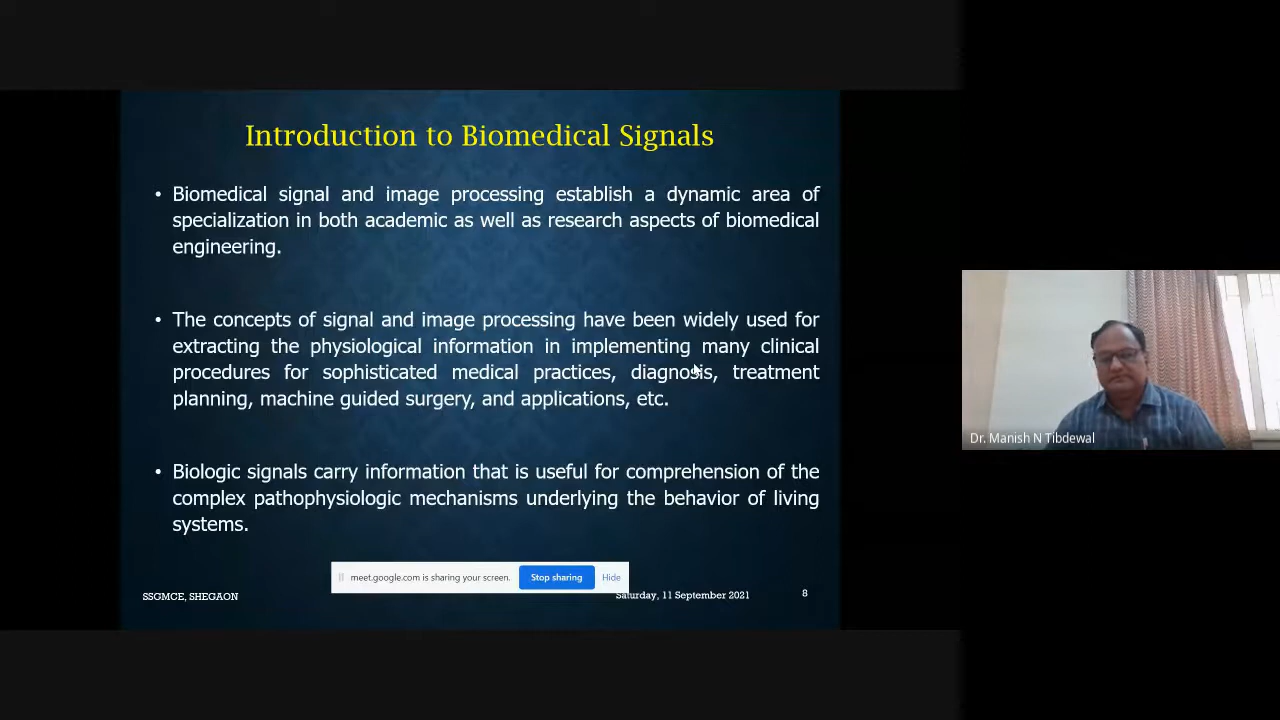 Introduction to Biomedical Signals
• Biomedical signal and image processing establish a dynamic area of
specialization in both academic as well as research aspects of biomedical
engineering.
• The concepts of signal and image processing have been widely used for
extracting the physiological information in implementing many clinical
procedures for sophisticated medical practices, diagnosis, treatment
planning, machine guided surgery, and applications, etc.
• Biologic signals carry information that is useful for comprehension of the
complex pathophysiologic mechanisms underlying the behavior of living
systems.
meet.google.com is sharing your screen. Stop sharing Hide
SSGMCE, SHEGAON Saturday, 11 September 2021 8
Dr. Manish N Tibdewal